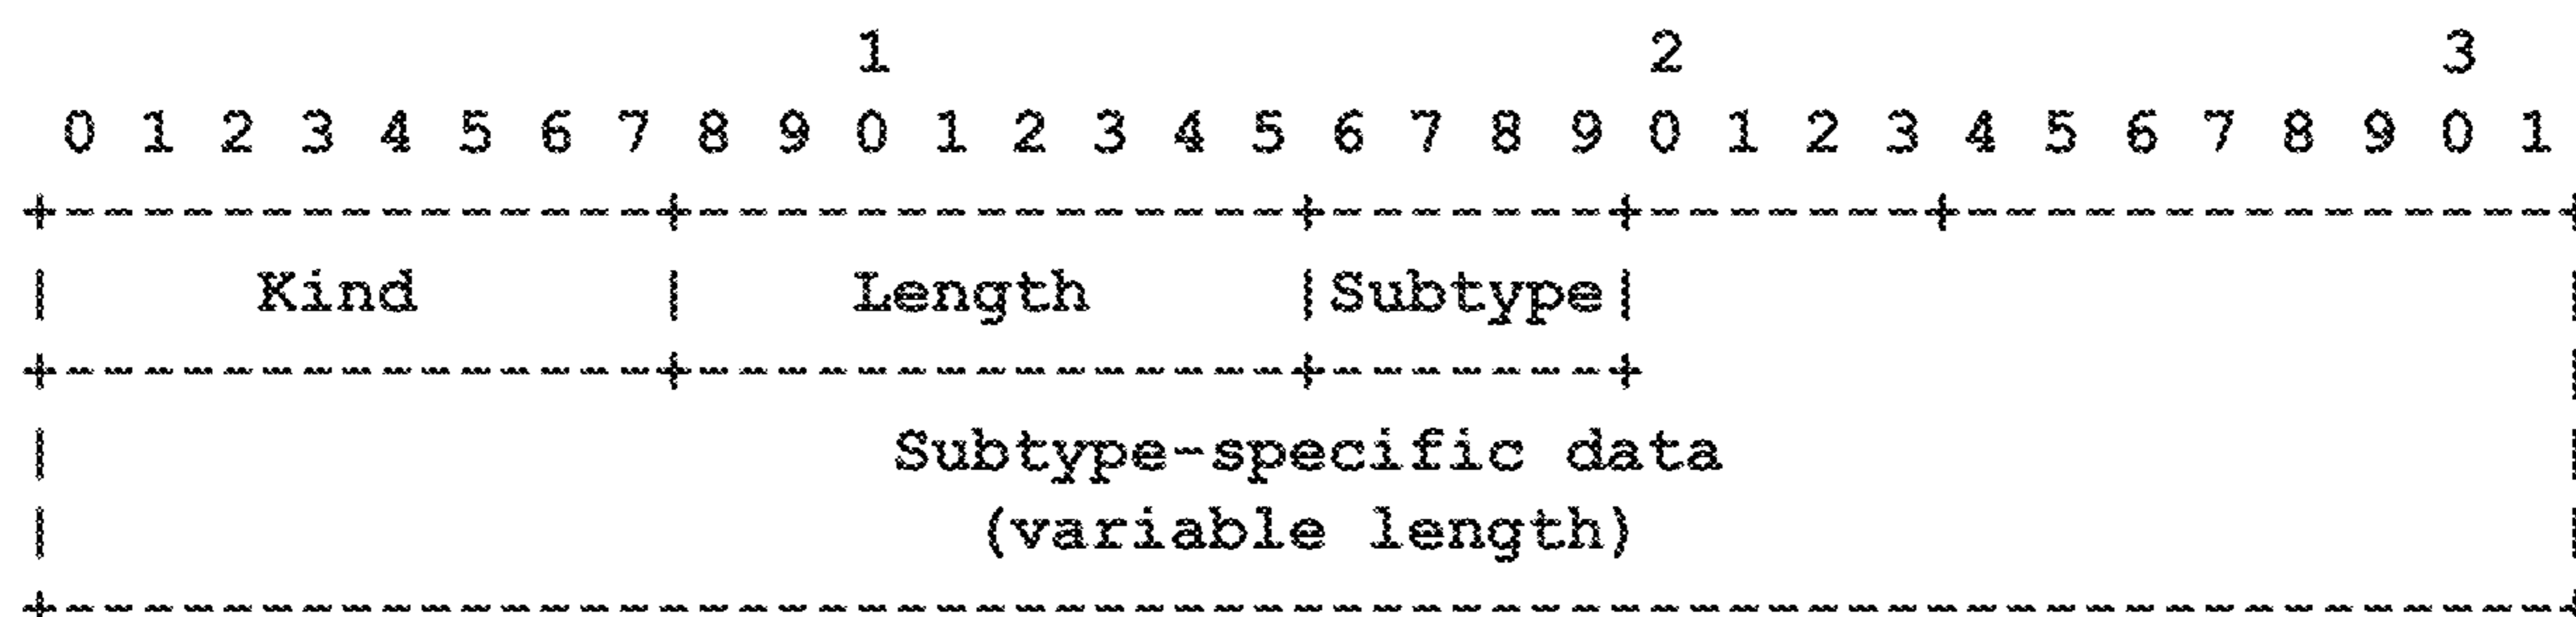 1                   2                   3
 0 1 2 3 4 5 6 7 8 9 0 1 2 3 4 5 6 7 8 9 0 1 2 3 4 5 6 7 8 9 0 1
+---------------+---------------+-------+-------+---------------+
|     Kind      |    Length     |Subtype|                       |
+---------------+---------------+-------+                       |
|                     Subtype-specific data                     |
|                       (variable length)                       |
+---------------------------------------------------------------+